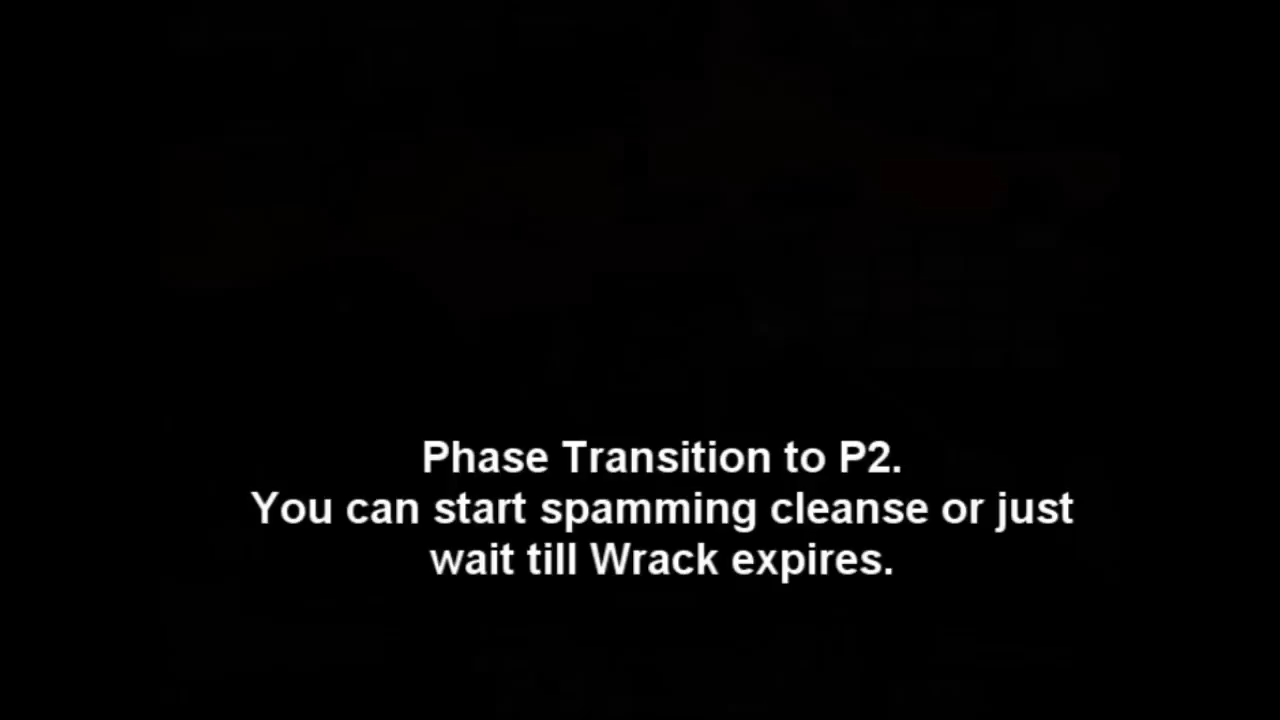 Phase Transition to P2.
You can start spamming cleanse or just
wait till Wrack expires.